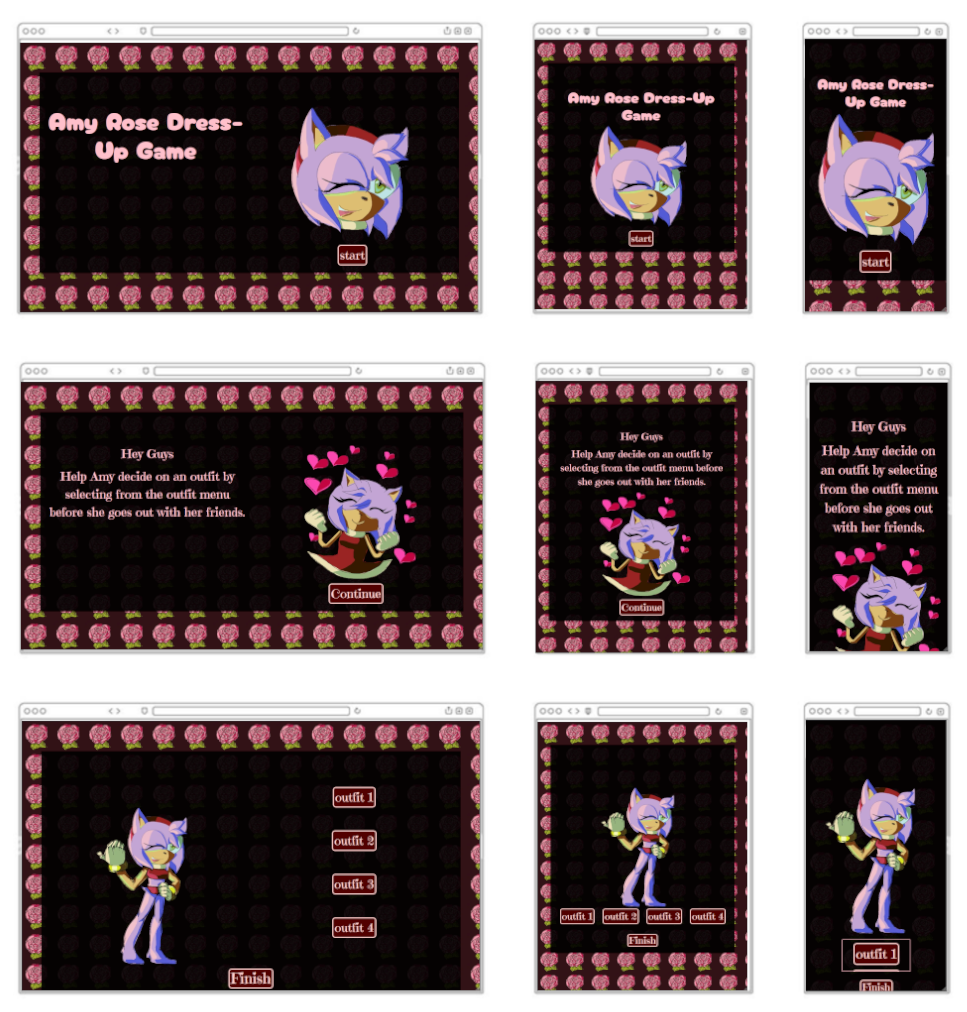 Amy Rose Dress-
Up Game
start
Amy Rose Dress-Up
Game
start
Amy Rose Dress-
Up Game
start
Hey Guys
Help Amy decide on an outfit by
selecting from the outfit menu
before she goes out with her friends.
Continue
Hey Guys
Help Amy decide on an outfit by
selecting from the outfit menu before
she goes out with her friends.
Continue
Hey Guys
Help Amy decide on
an outfit by selecting
from the outfit menu
before she goes out
with her friends.
outfit 1
outfit 2
outfit 3
outfit 4
Finish
outfit 1 outfit 2 outfit 3 outfit 4
Finish
outfit 1
Finish